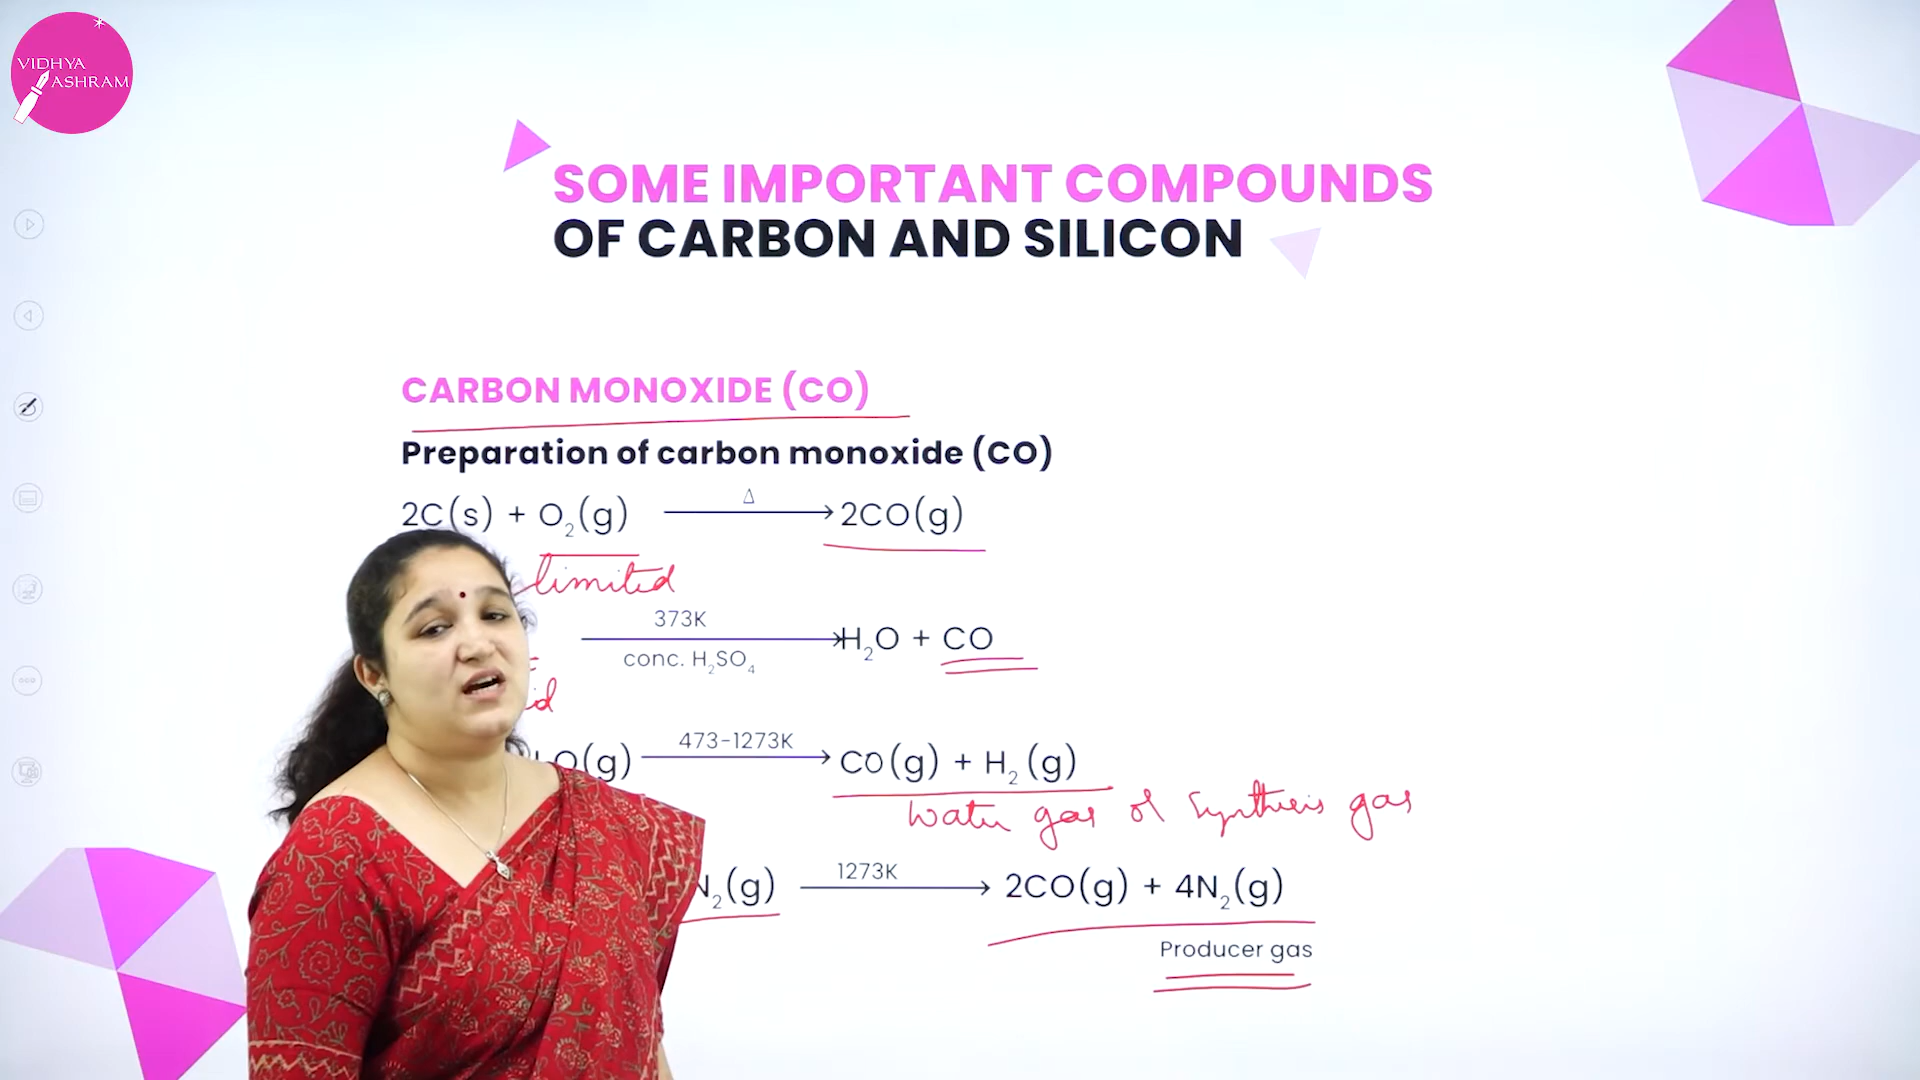 VIDHYA
ASHRAM
SOME IMPORTANT COMPOUNDS
OF CARBON AND SILICON
CARBON MONOXIDE (CO)
Preparation of carbon monoxide (CO)
2C(s) + O₂(g) —Δ→ 2CO(g)
limited
373K
conc. H₂SO₄
→ H₂O + CO
id
O(g) —473-1273K→ CO(g) + H₂(g)
water gas or synthesis gas
N₂(g) —1273K→ 2CO(g) + 4N₂(g)
Producer gas